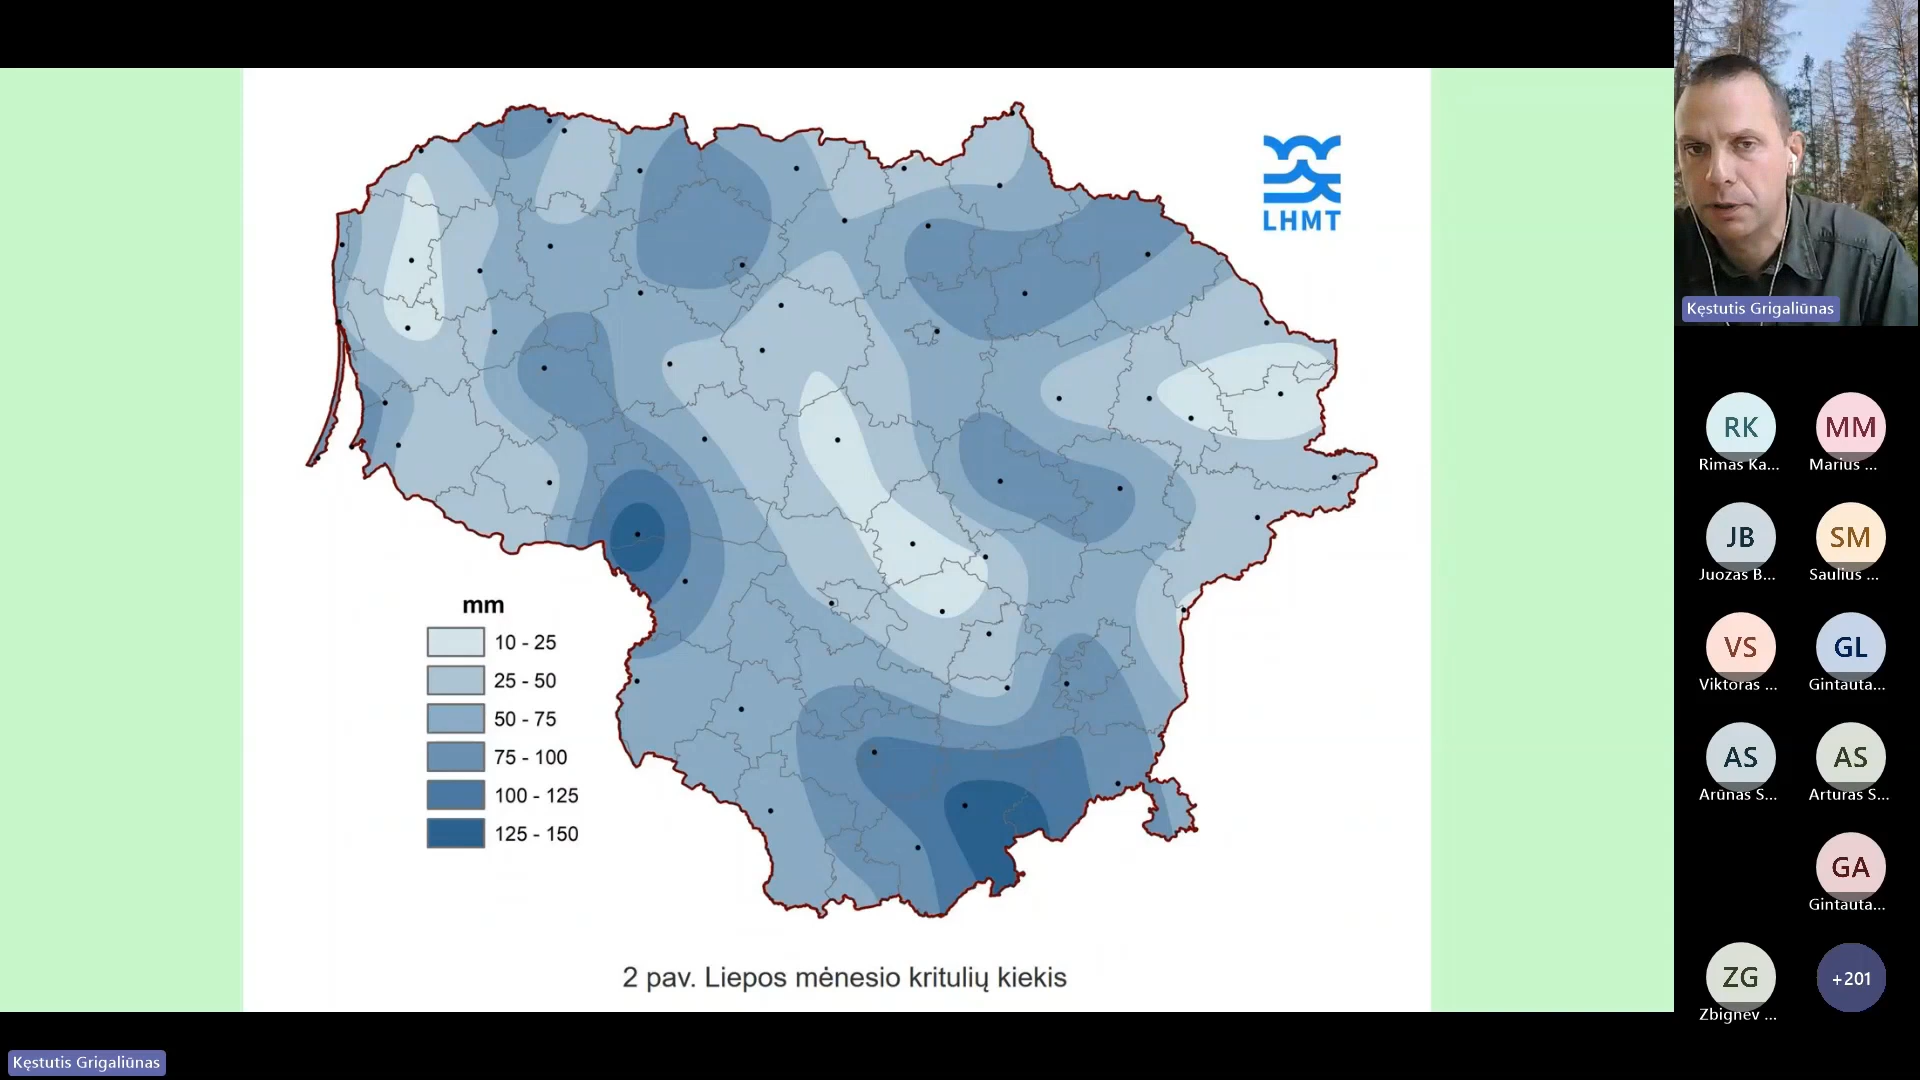 LHMT
mm
10 - 25
25 - 50
50 - 75
75 - 100
100 - 125
125 - 150
2 pav. Liepos mėnesio kritulių kiekis
Kęstutis Grigaliūnas
RK
Rimas Ka...
MM
Marius ...
JB
Juozas B...
SM
Saulius ...
VS
Viktoras ...
GL
Gintauta...
AS
Arūnas S...
AS
Arturas S...
GA
Gintauta...
ZG
Zbignev ...
+201
Kęstutis Grigaliūnas